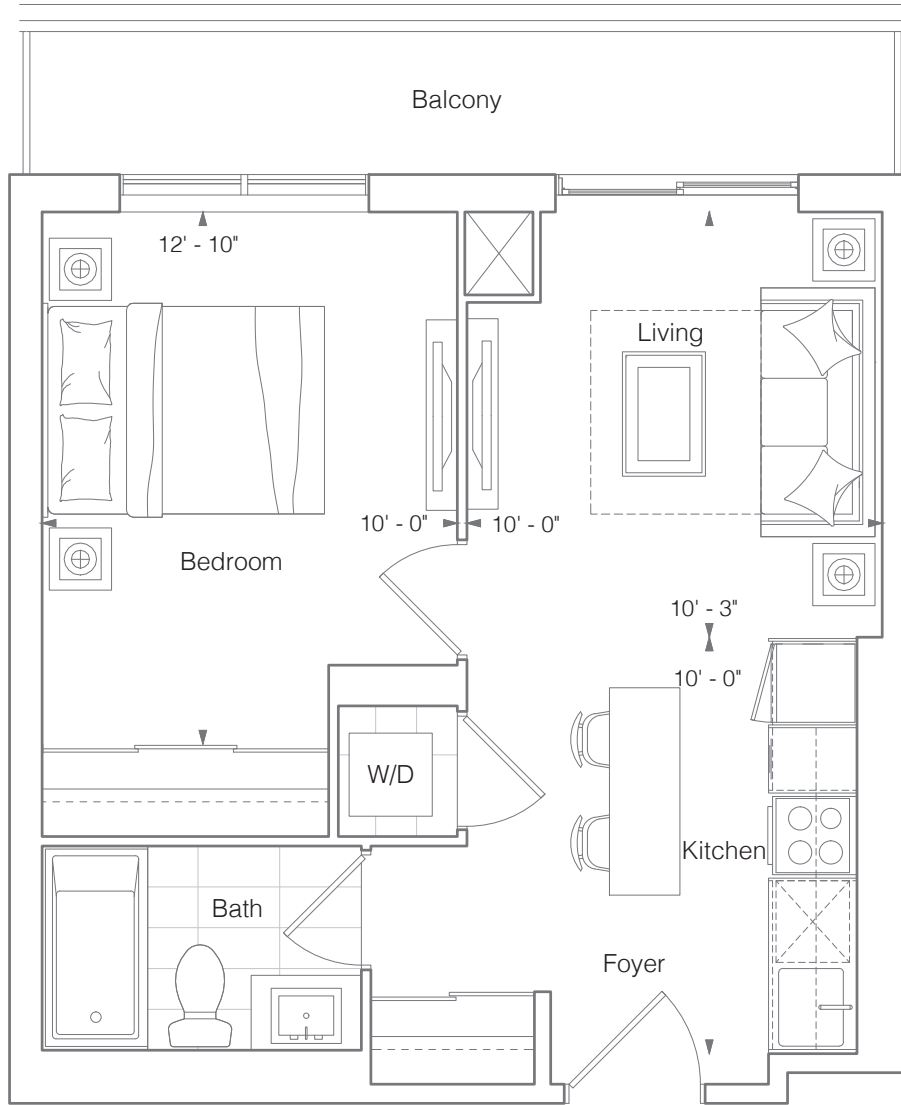 Balcony
12' - 10"
Living
10' - 0"
10' - 0"
Bedroom
10' - 3"
10' - 0"
W/D
Kitchen
Bath
Foyer